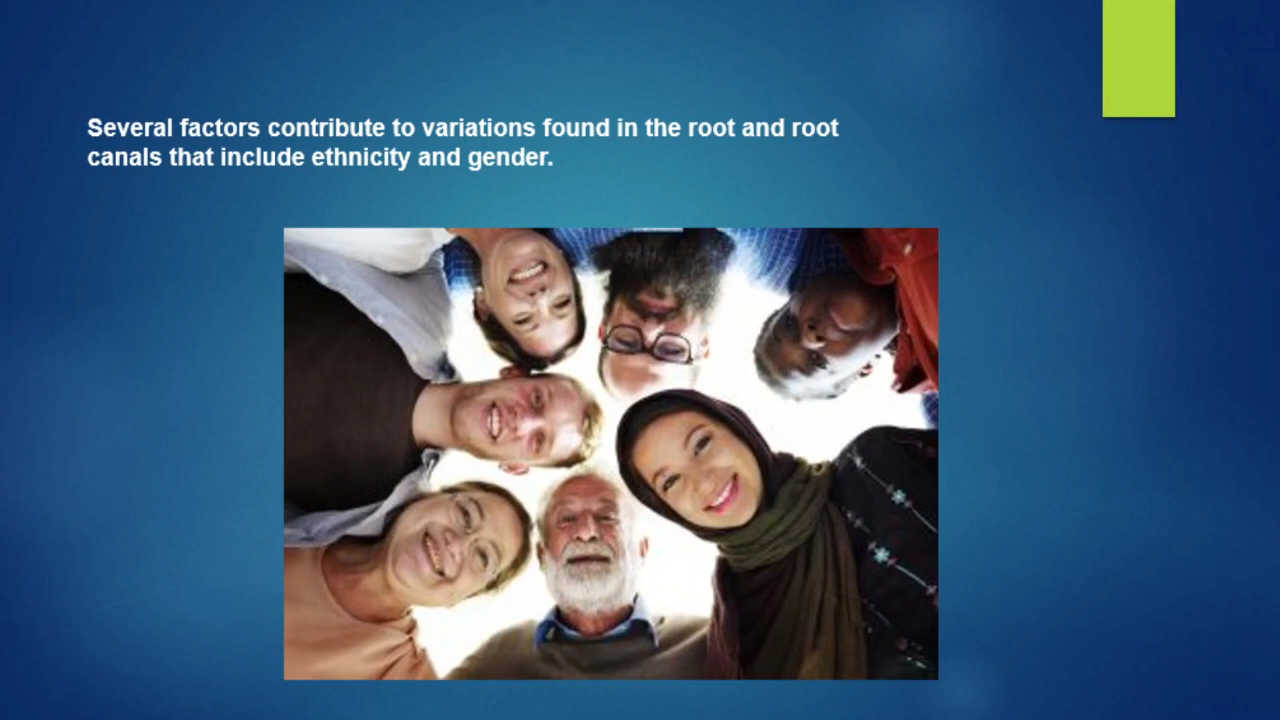 Several factors contribute to variations found in the root and root
canals that include ethnicity and gender.